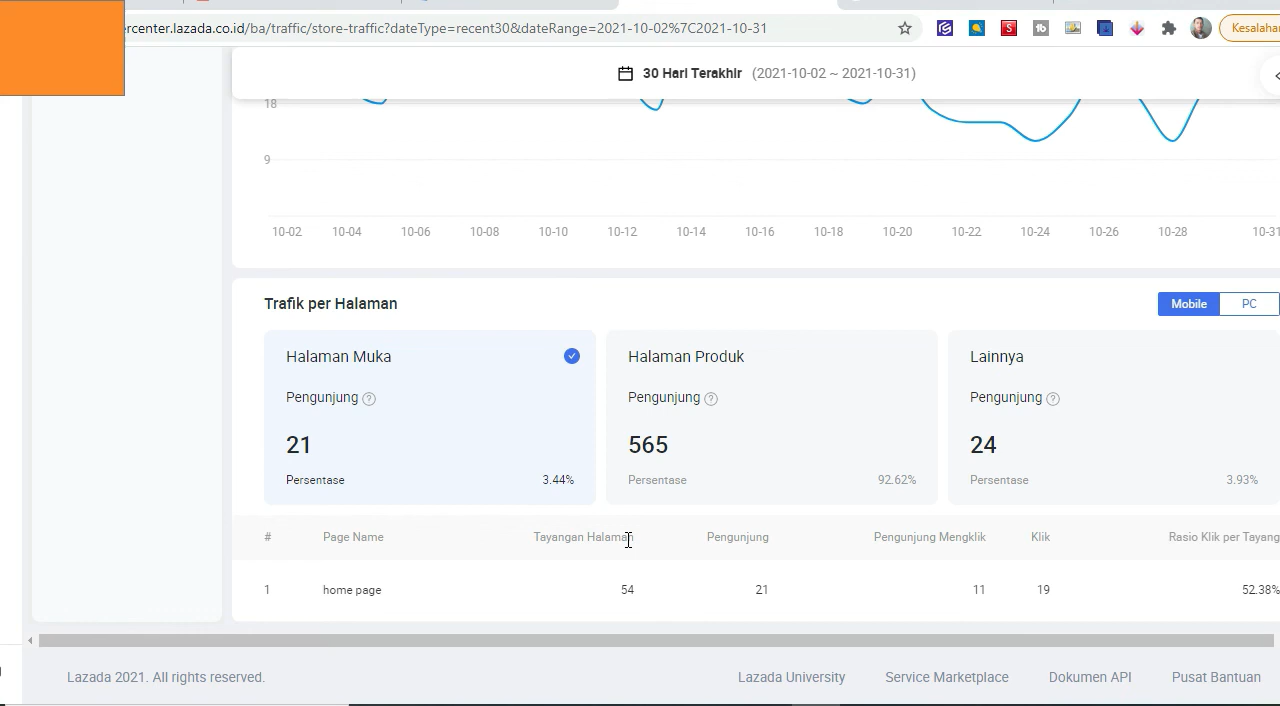 ercenter.lazada.co.id/ba/traffic/store.traffic?dateType=recent30&dateRange=2021-10-02%7C2021-10-31
Kesalahan
30 Hari Terakhir (2021-10-02 ~ 2021-10-31)
18
9
10-02 10-04 10-06 10-08 10-10 10-12 10-14 10-16 10-18 10-20 10-22 10-24 10-26 10-28 10-31
Trafik per Halaman
Mobile PC
Halaman Muka Halaman Produk Lainnya
Pengunjung ? Pengunjung ? Pengunjung ?
21 565 24
Persentase 3.44% Persentase 92.62% Persentase 3.93%
# Page Name Tayangan Halaman Pengunjung Pengunjung Mengklik Klik Rasio Klik per Tayang
1 home page 54 21 11 19 52.38%
Lazada 2021. All rights reserved. Lazada University Service Marketplace Dokumen API Pusat Bantuan